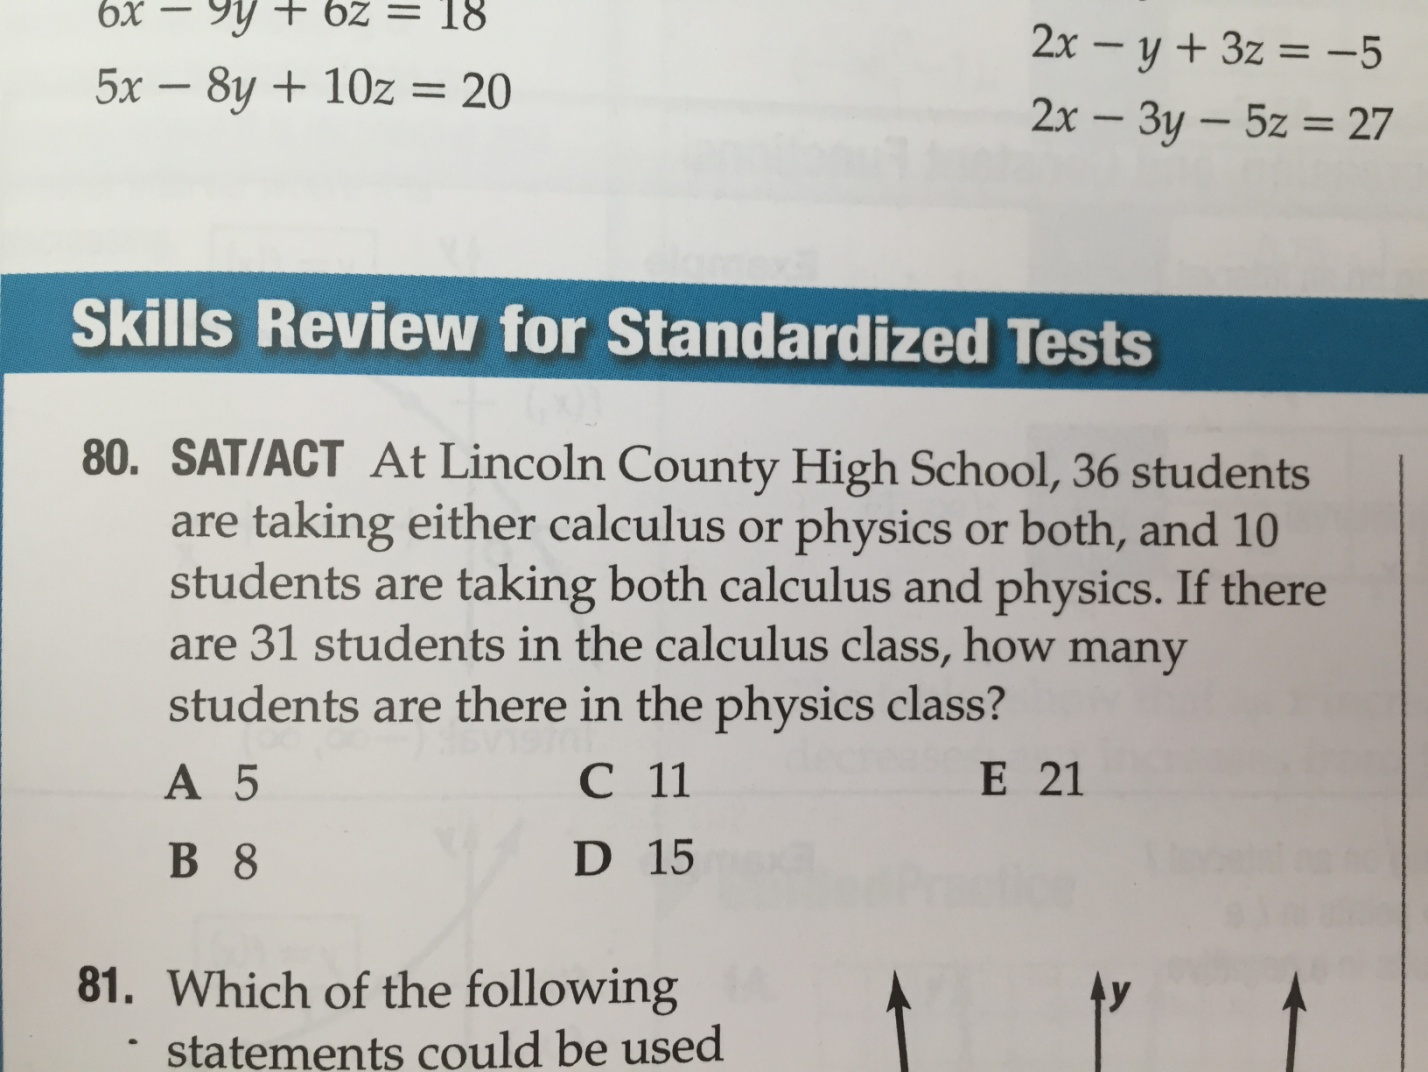 6x − 9y + 6z = 18
5x − 8y + 10z = 20
2x − y + 3z = −5
2x − 3y − 5z = 27
Skills Review for Standardized Tests
80. SAT/ACT At Lincoln County High School, 36 students
are taking either calculus or physics or both, and 10
students are taking both calculus and physics. If there
are 31 students in the calculus class, how many
students are there in the physics class?
A 5 C 11 E 21
B 8 D 15
81. Which of the following
statements could be used
y